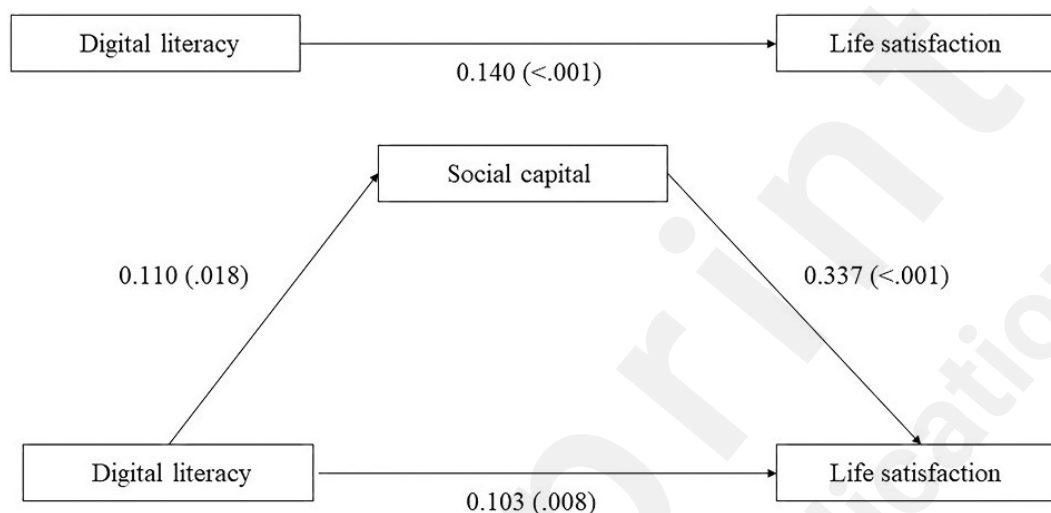 Digital literacy
Life satisfaction
0.140 (<.001)
Social capital
0.110 (.018)
0.337 (<.001)
Digital literacy
Life satisfaction
0.103 (.008)